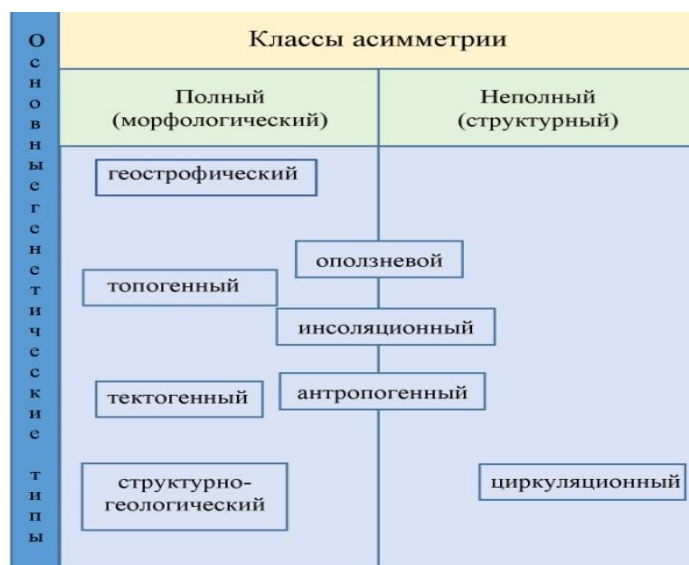 Основные генетические типы
Классы асимметрии
Полный
(морфологический)
Неполный
(структурный)
геострофический
оползневой
топогенный
инсоляционный
тектогенный
антропогенный
структурно-
геологический
циркуляционный